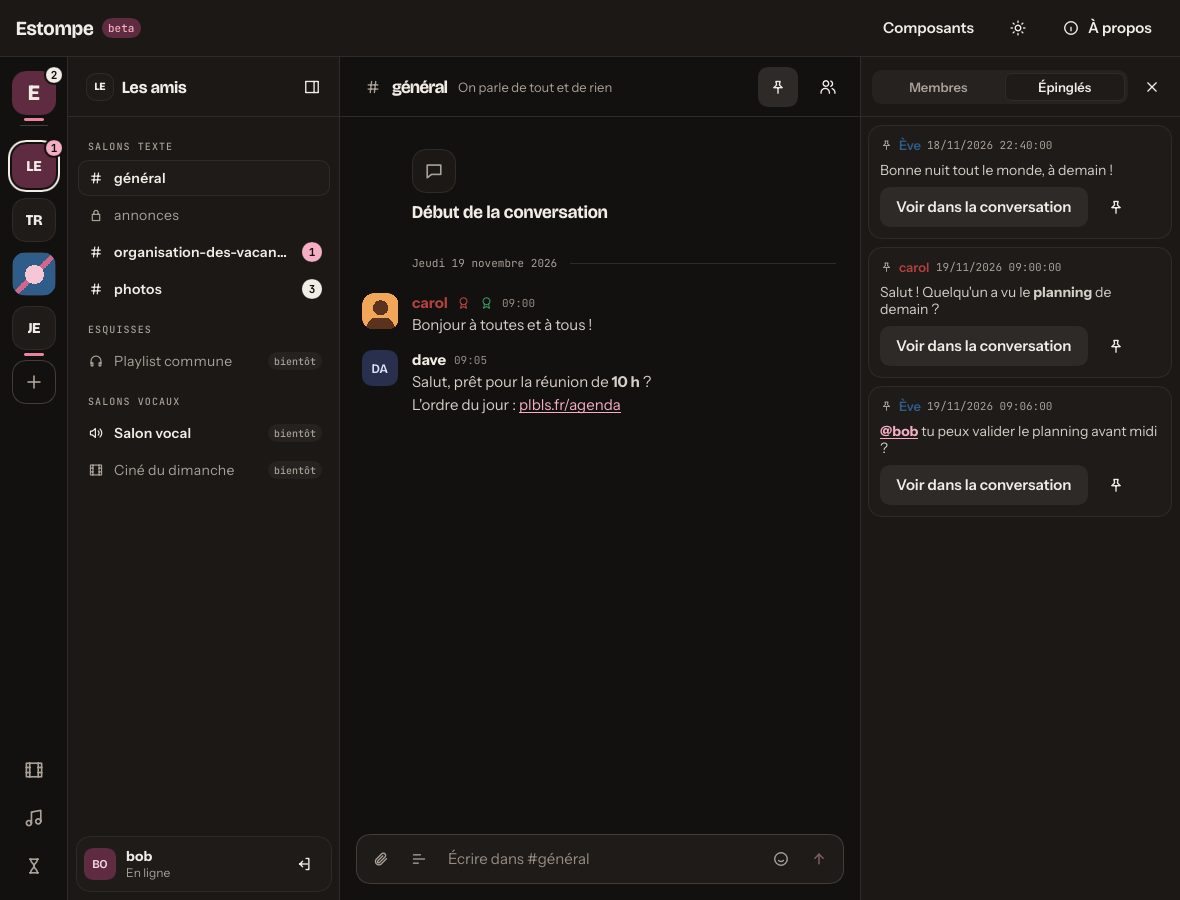 Estompe beta
Composants
À propos
E
2
LE
1
TR
JE
LE Les amis
SALONS TEXTE
# général
annonces
# organisation-des-vacan… 1
# photos 3
ESQUISSES
Playlist commune bientôt
SALONS VOCAUX
Salon vocal bientôt
Ciné du dimanche bientôt
BO
bob
En ligne
# général On parle de tout et de rien
Début de la conversation
Jeudi 19 novembre 2026
carol 09:00
Bonjour à toutes et à tous !
DA
dave 09:05
Salut, prêt pour la réunion de 10 h ?
L'ordre du jour : plbls.fr/agenda
Écrire dans #général
Membres
Épinglés
Ève 18/11/2026 22:40:00
Bonne nuit tout le monde, à demain !
Voir dans la conversation
carol 19/11/2026 09:00:00
Salut ! Quelqu'un a vu le planning de
demain ?
Voir dans la conversation
Ève 19/11/2026 09:06:00
@bob tu peux valider le planning avant midi
?
Voir dans la conversation